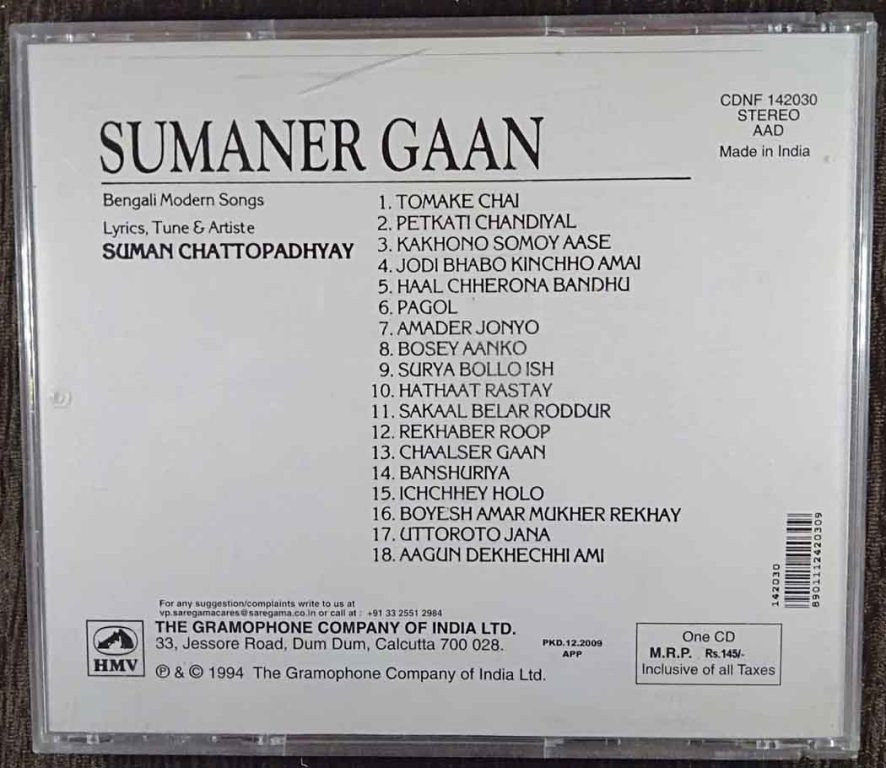 CDNF 142030
STEREO
AAD
Made in India
SUMANER GAAN
Bengali Modern Songs
Lyrics, Tune & Artiste
SUMAN CHATTOPADHYAY
1. TOMAKE CHAI
2. PETKATI CHANDIYAL
3. KAKHONO SOMOY AASE
4. JODI BHABO KINCHHO AMAI
5. HAAL CHHERONA BANDHU
6. PAGOL
7. AMADER JONYO
8. BOSEY AANKO
9. SURYA BOLLO ISH
10. HATHAAT RASTAY
11. SAKAAL BELAR RODDUR
12. REKHABER ROOP
13. CHAALSER GAAN
14. BANSHURIYA
15. ICHCHHEY HOLO
16. BOYESH AMAR MUKHER REKHAY
17. UTTOROTO JANA
18. AAGUN DEKHECHHI AMI
142030
8901112420309
For any suggestion/complaints write to us at
vp.saregamacares@saregama.co.in or call at : +91 33 2551 2984
THE GRAMOPHONE COMPANY OF INDIA LTD.
33, Jessore Road, Dum Dum, Calcutta 700 028.
℗ & © 1994 The Gramophone Company of India Ltd.
HMV
PKD.12.2009
APP
One CD
M.R.P. Rs.145/-
Inclusive of all Taxes